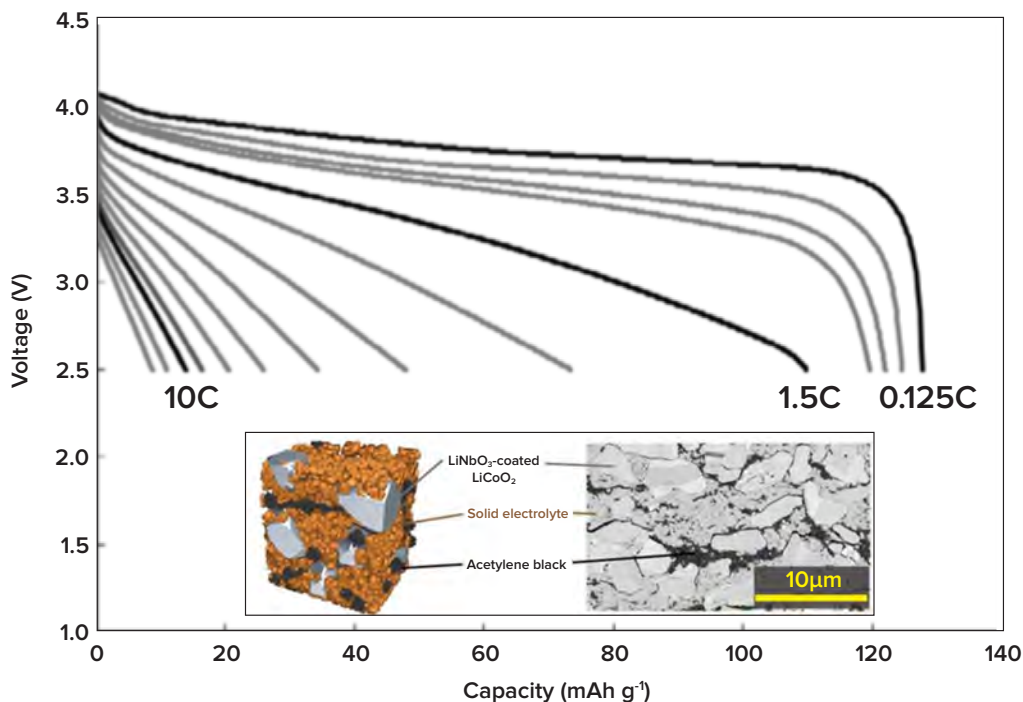 4.5
4.0
3.5
3.0
2.5
2.0
1.5
1.0
Voltage (V)
10C
1.5C
0.125C
LiNbO₃-coated
LiCoO₂
Solid electrolyte
Acetylene black
10µm
0 20 40 60 80 100 120 140
Capacity (mAh g⁻¹)